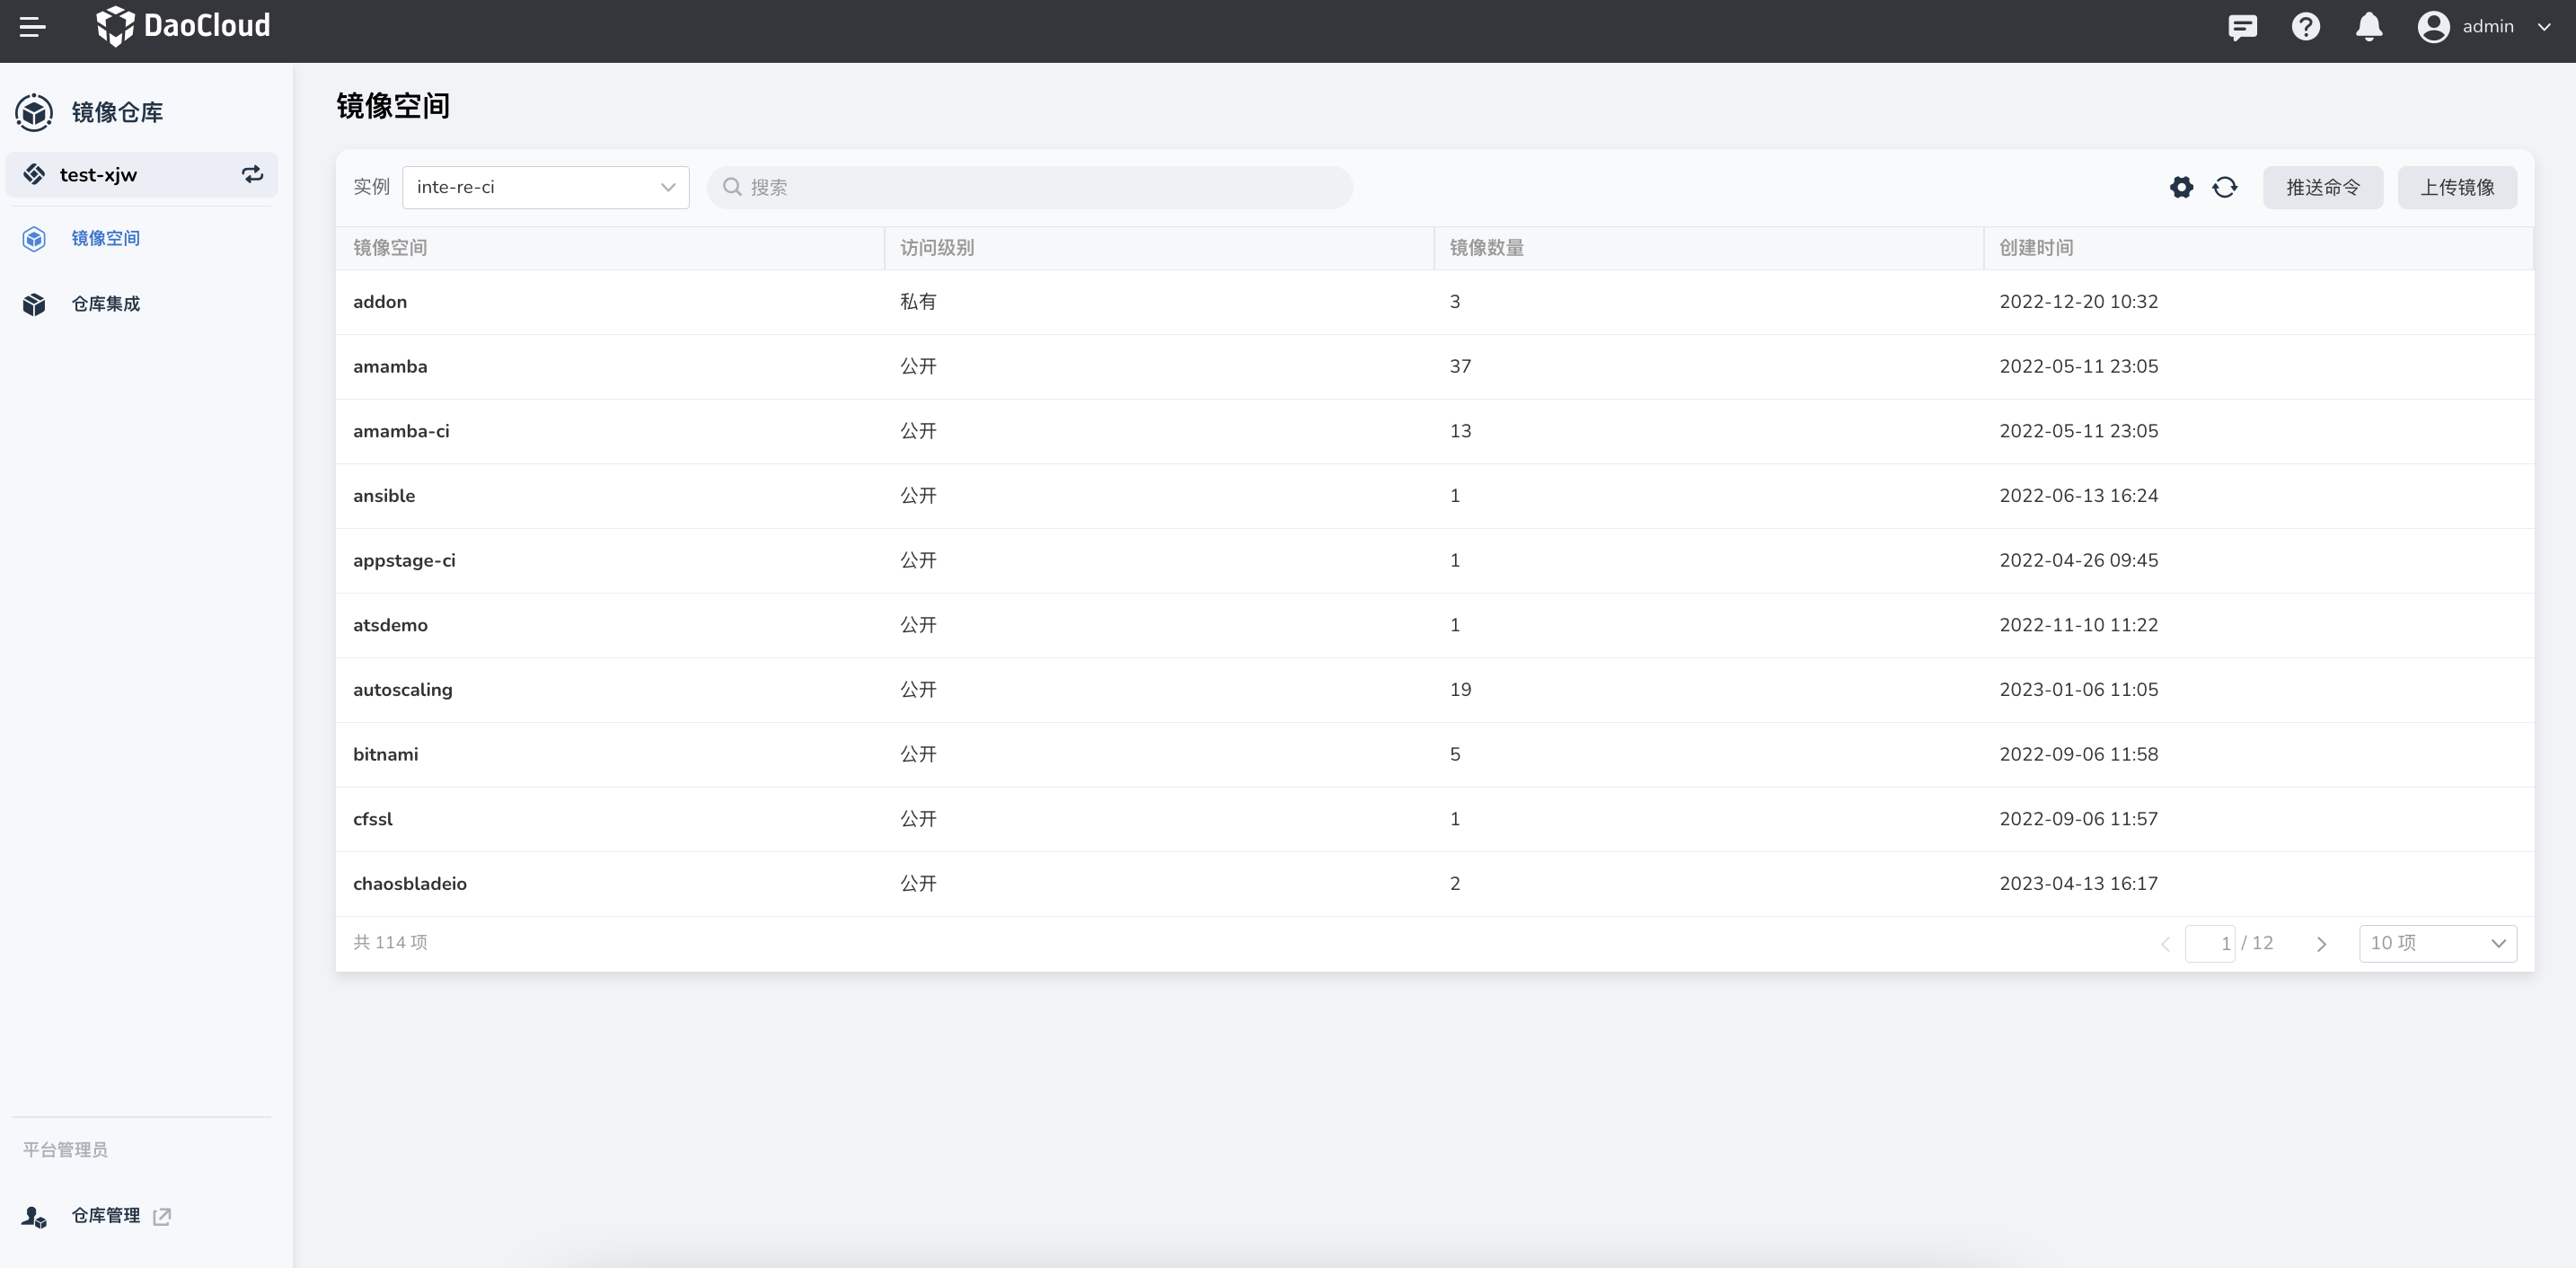 DaoCloud
admin
镜像仓库
test-xjw
镜像空间
仓库集成
平台管理员
仓库管理
镜像空间
实例 inte-re-ci 搜索 推送命令 上传镜像
镜像空间 访问级别 镜像数量 创建时间
addon 私有 3 2022-12-20 10:32
amamba 公开 37 2022-05-11 23:05
amamba-ci 公开 13 2022-05-11 23:05
ansible 公开 1 2022-06-13 16:24
appstage-ci 公开 1 2022-04-26 09:45
atsdemo 公开 1 2022-11-10 11:22
autoscaling 公开 19 2023-01-06 11:05
bitnami 公开 5 2022-09-06 11:58
cfssl 公开 1 2022-09-06 11:57
chaosbladeio 公开 2 2023-04-13 16:17
共 114 项 1 / 12 10 项